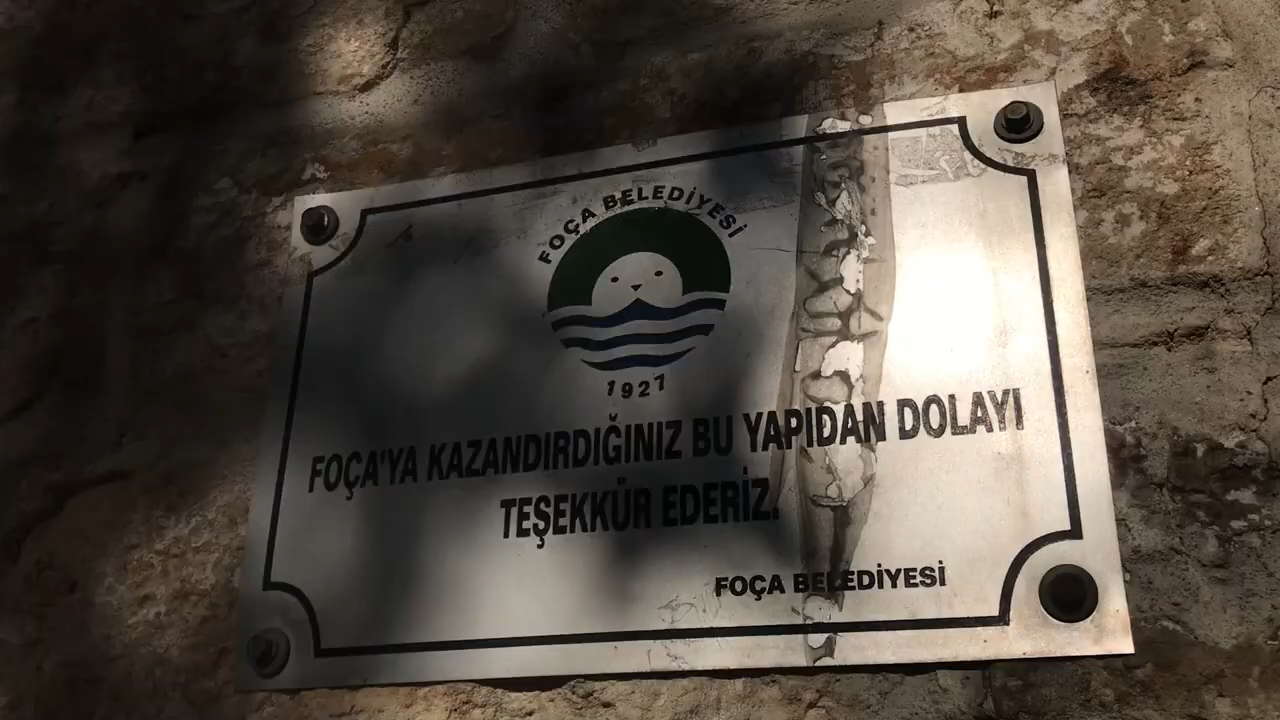 FOÇA BELEDİYESİ
1927
FOÇA'YA KAZANDIRDIĞINIZ BU YAPIDAN DOLAYI
TEŞEKKÜR EDERİZ.
FOÇA BELEDİYESİ